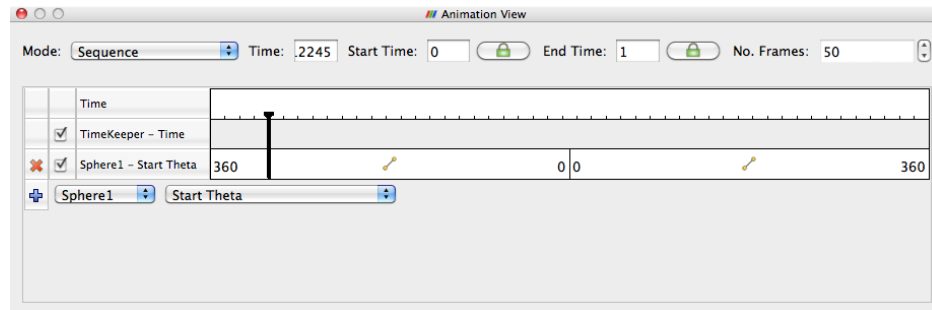 Animation View
Mode: Sequence Time: .2245 Start Time: 0 End Time: 1 No. Frames: 50
Time
TimeKeeper – Time
Sphere1 – Start Theta 360 0 0 360
Sphere1 Start Theta